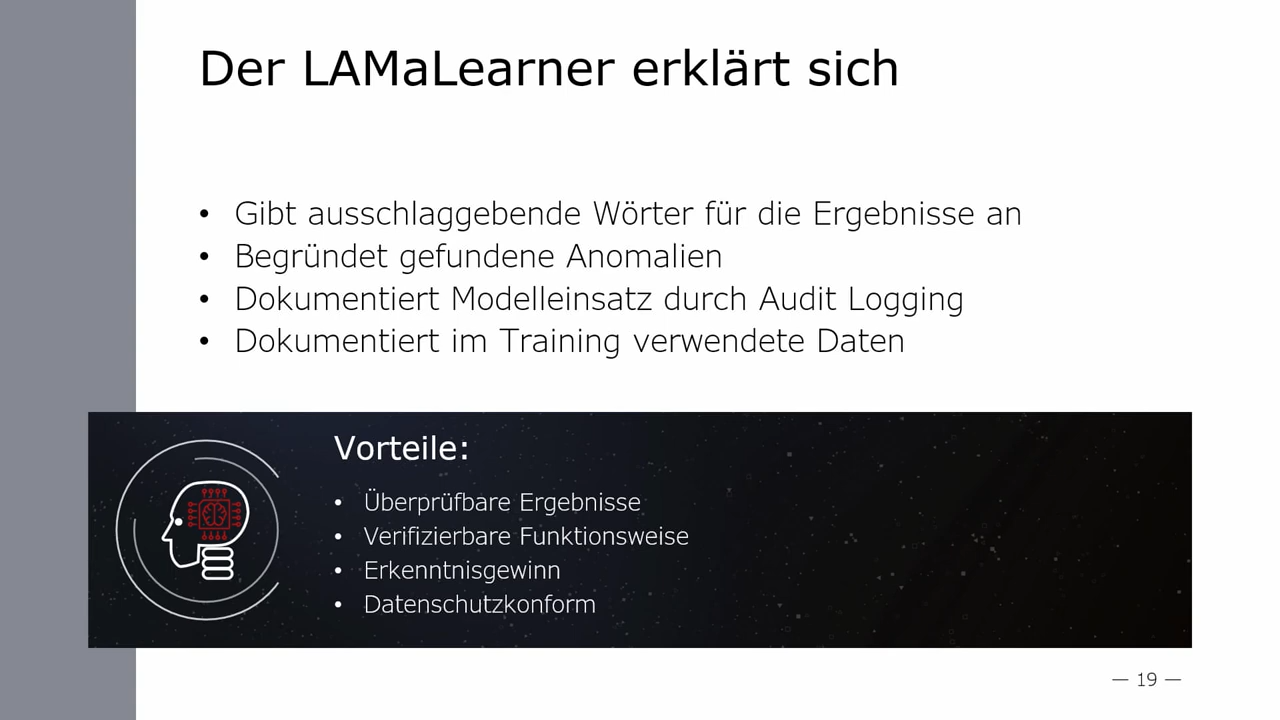 Der LAMaLearner erklärt sich
• Gibt ausschlaggebende Wörter für die Ergebnisse an
• Begründet gefundene Anomalien
• Dokumentiert Modelleinsatz durch Audit Logging
• Dokumentiert im Training verwendete Daten
Vorteile:
• Überprüfbare Ergebnisse
• Verifizierbare Funktionsweise
• Erkenntnisgewinn
• Datenschutzkonform
— 19 —